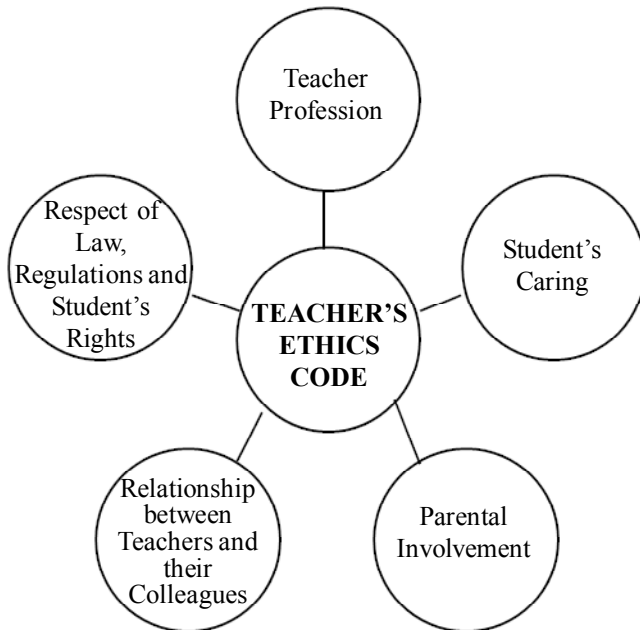 Teacher
Profession
Respect of
Law,
Regulations and
Student's
Rights
Student's
Caring
TEACHER'S
ETHICS
CODE
Relationship
between
Teachers and
their
Colleagues
Parental
Involvement